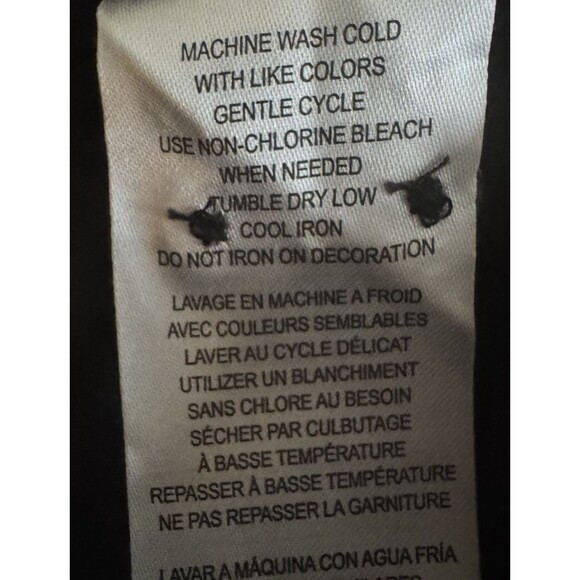 MACHINE WASH COLD
WITH LIKE COLORS
GENTLE CYCLE
USE NON-CHLORINE BLEACH
WHEN NEEDED
TUMBLE DRY LOW
COOL IRON
DO NOT IRON ON DECORATION
LAVAGE EN MACHINE A FROID
AVEC COULEURS SEMBLABLES
LAVER AU CYCLE DÉLICAT
UTILIZER UN BLANCHIMENT
SANS CHLORE AU BESOIN
SÉCHER PAR CULBUTAGE
À BASSE TEMPÉRATURE
REPASSER À BASSE TEMPÉRATURE
NE PAS REPASSER LA GARNITURE
LAVAR A MÁQUINA CON AGUA FRÍA